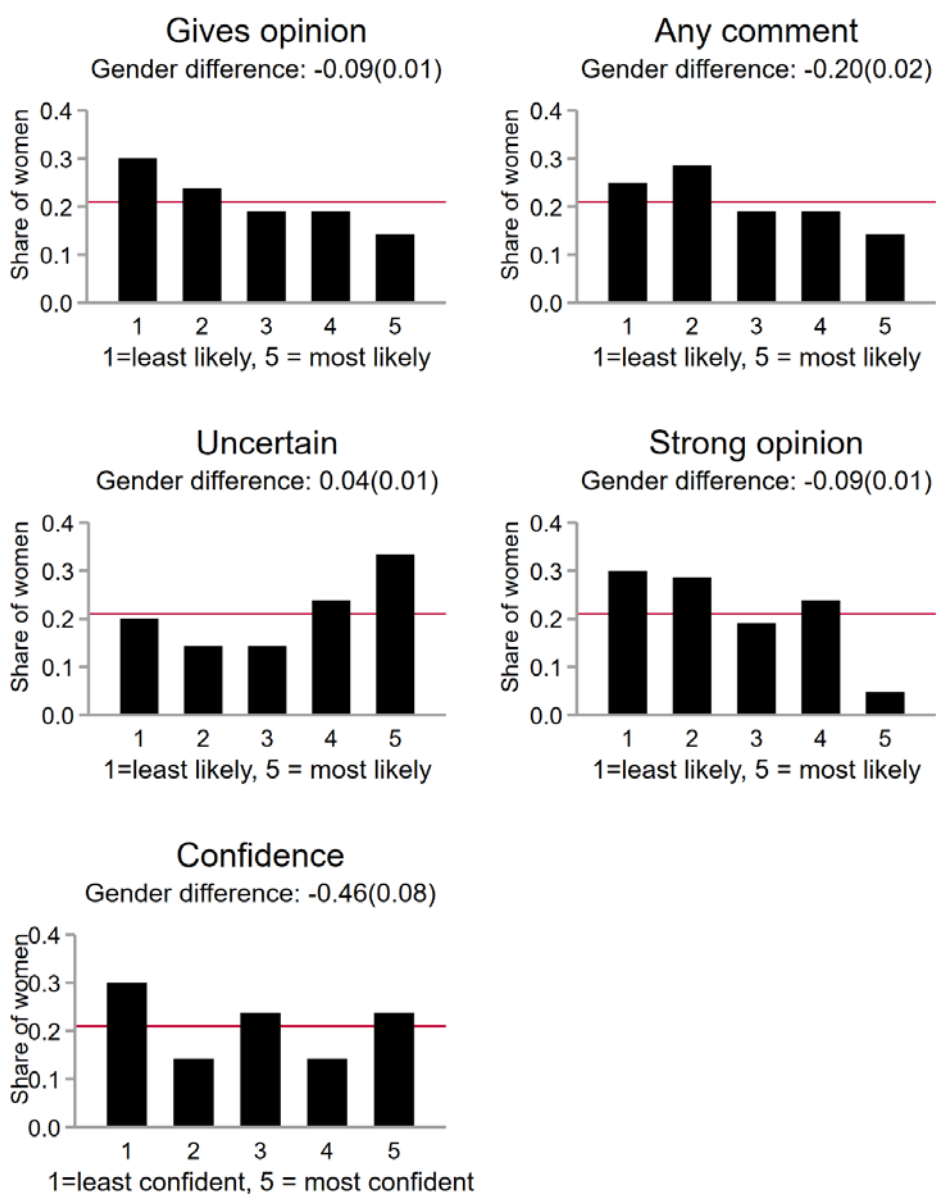 Gives opinion
Gender difference: -0.09(0.01)
Share of women
0.4
0.3
0.2
0.1
0.0
1 2 3 4 5
1=least likely, 5 = most likely
Any comment
Gender difference: -0.20(0.02)
Share of women
0.4
0.3
0.2
0.1
0.0
1 2 3 4 5
1=least likely, 5 = most likely
Uncertain
Gender difference: 0.04(0.01)
Share of women
0.4
0.3
0.2
0.1
0.0
1 2 3 4 5
1=least likely, 5 = most likely
Strong opinion
Gender difference: -0.09(0.01)
Share of women
0.4
0.3
0.2
0.1
0.0
1 2 3 4 5
1=least likely, 5 = most likely
Confidence
Gender difference: -0.46(0.08)
Share of women
0.4
0.3
0.2
0.1
0.0
1 2 3 4 5
1=least confident, 5 = most confident